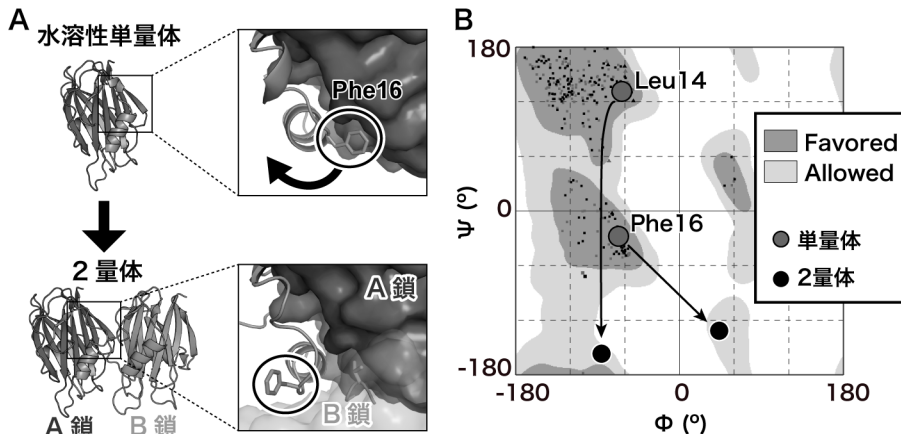 A
水溶性単量体
Phe16
2量体
A鎖
B鎖
A鎖
B鎖
B
180
0
-180
Ψ (º)
-180
0
180
Φ (º)
Leu14
Phe16
Favored
Allowed
単量体
2量体